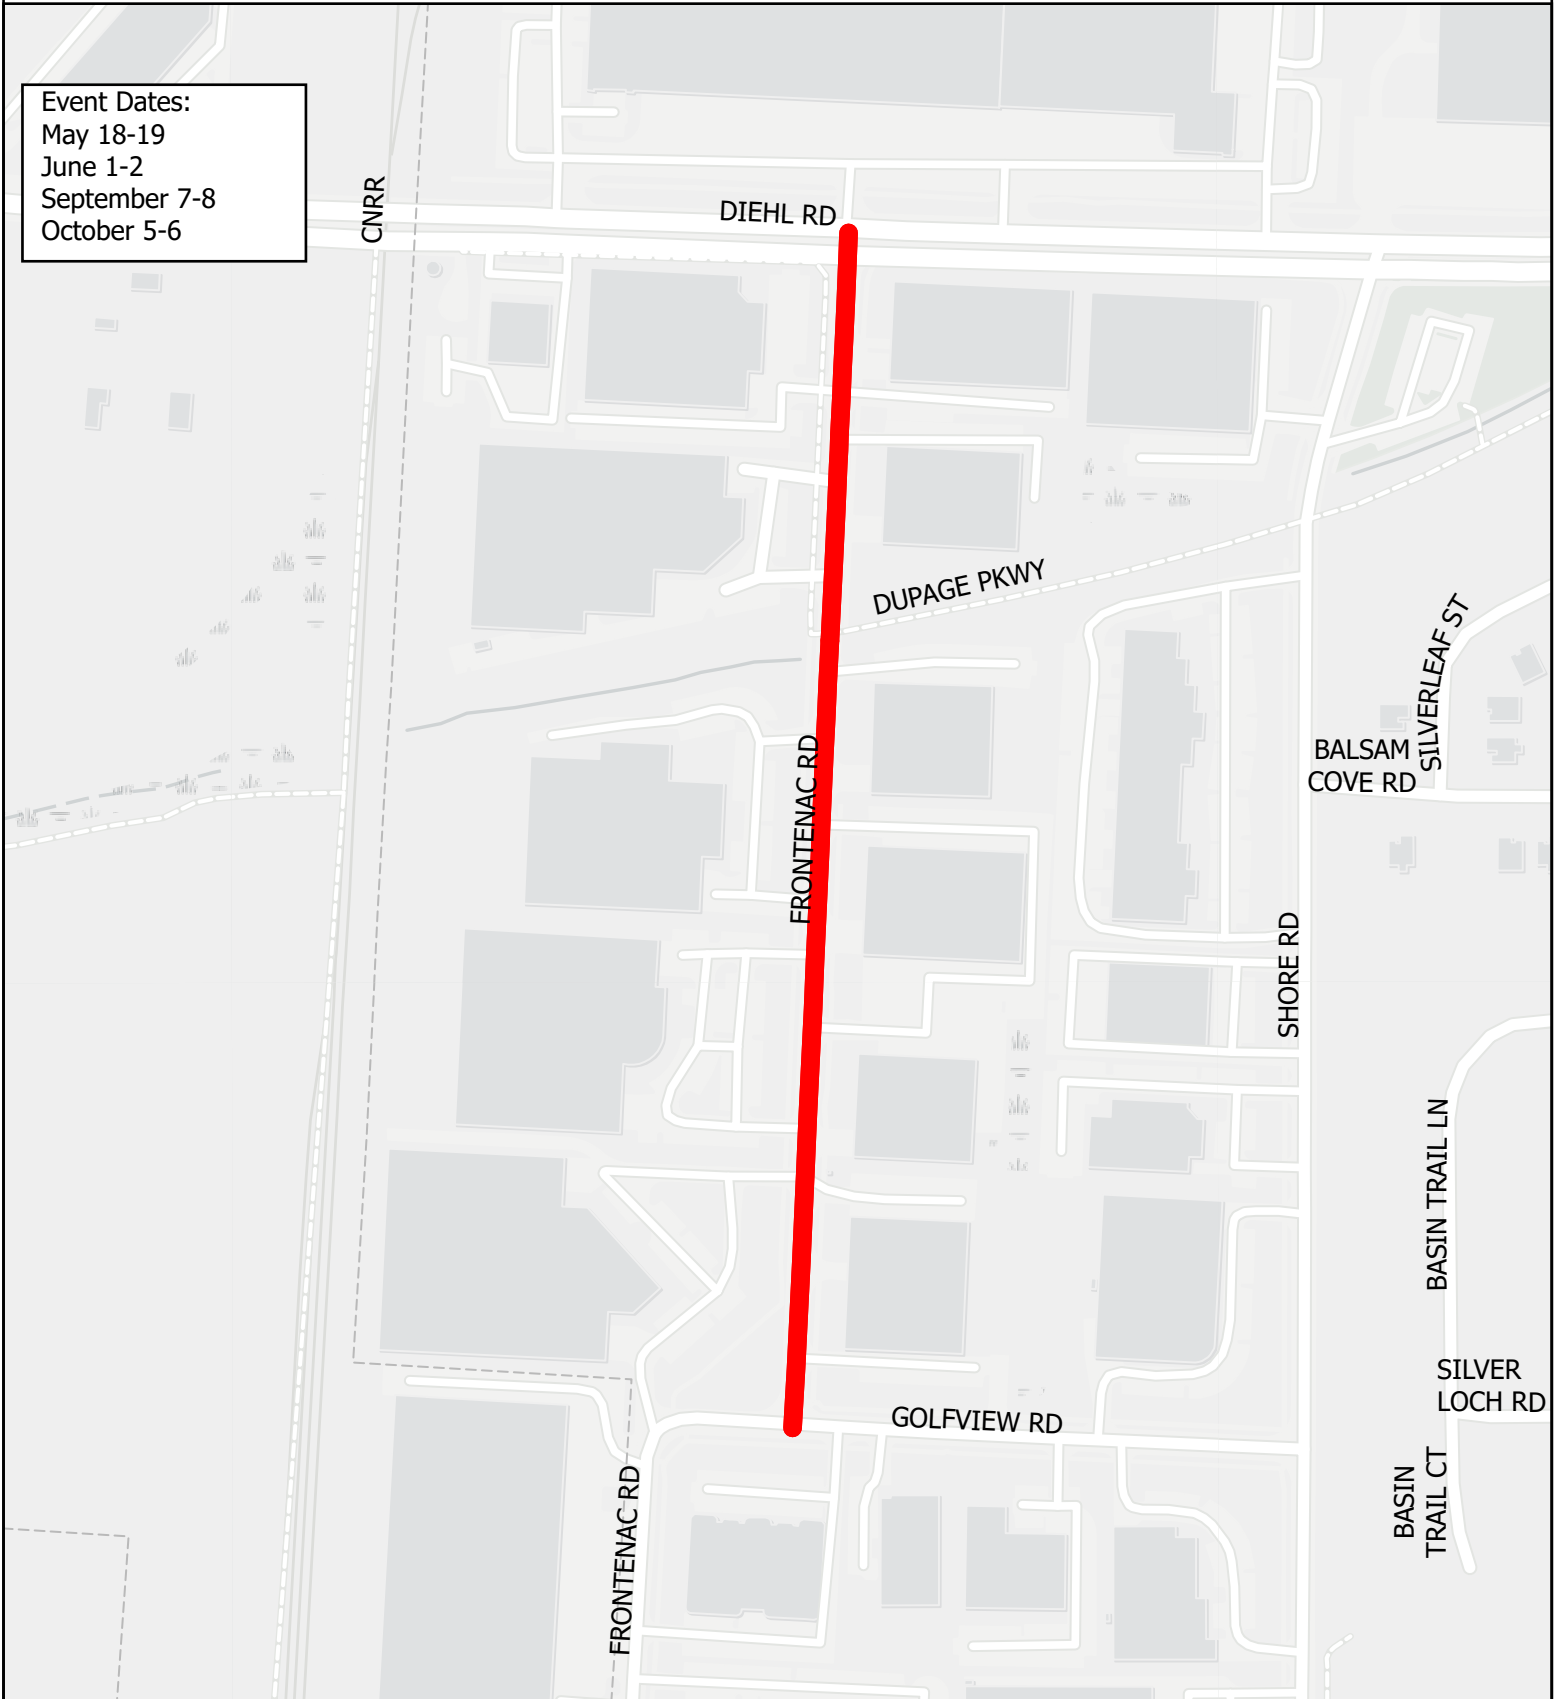 Event Dates:
May 18-19
June 1-2
September 7-8
October 5-6
CNRR
DIEHL RD
DUPAGE PKWY
SILVERLEAF ST
BALSAM
COVE RD
FRONTENAC RD
SHORE RD
BASIN TRAIL LN
SILVER
LOCH RD
GOLFVIEW RD
BASIN
TRAIL CT
FRONTENAC RD